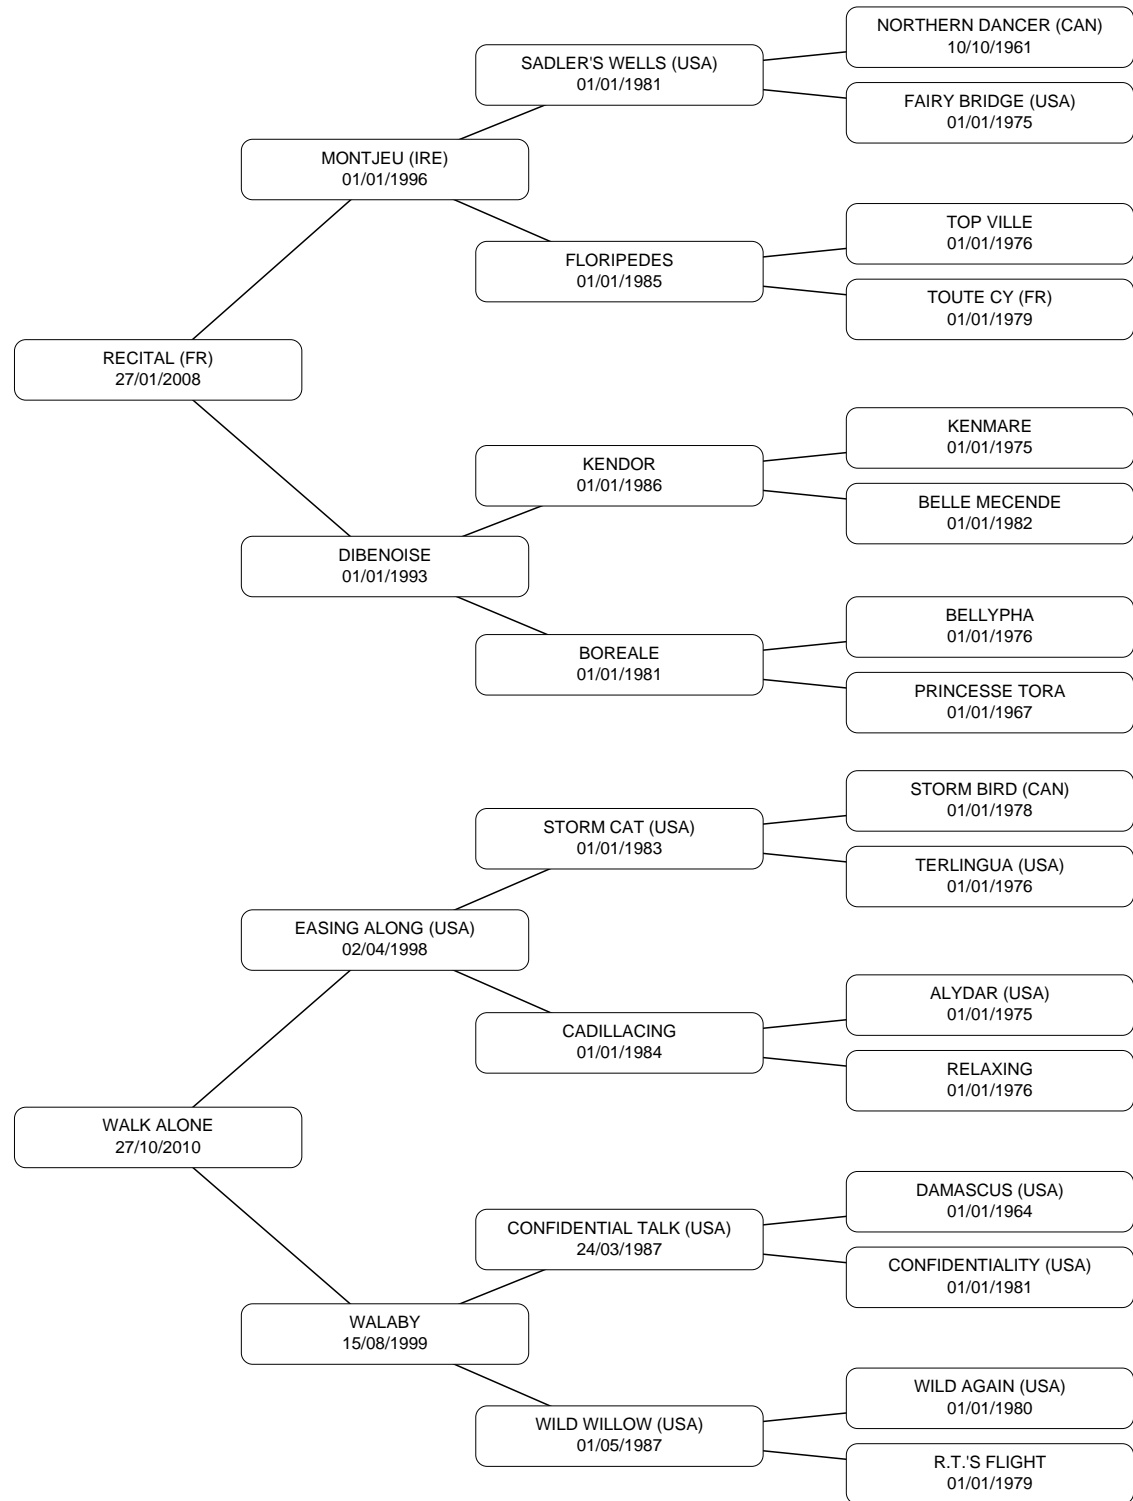 NORTHERN DANCER (CAN)
10/10/1961
SADLER'S WELLS (USA)
01/01/1981
FAIRY BRIDGE (USA)
01/01/1975
MONTJEU (IRE)
01/01/1996
TOP VILLE
01/01/1976
FLORIPEDES
01/01/1985
TOUTE CY (FR)
01/01/1979
RECITAL (FR)
27/01/2008
KENMARE
01/01/1975
KENDOR
01/01/1986
BELLE MECENDE
01/01/1982
DIBENOISE
01/01/1993
BELLYPHA
01/01/1976
BOREALE
01/01/1981
PRINCESSE TORA
01/01/1967
STORM BIRD (CAN)
01/01/1978
STORM CAT (USA)
01/01/1983
TERLINGUA (USA)
01/01/1976
EASING ALONG (USA)
02/04/1998
ALYDAR (USA)
01/01/1975
CADILLACING
01/01/1984
RELAXING
01/01/1976
WALK ALONE
27/10/2010
DAMASCUS (USA)
01/01/1964
CONFIDENTIAL TALK (USA)
24/03/1987
CONFIDENTIALITY (USA)
01/01/1981
WALABY
15/08/1999
WILD AGAIN (USA)
01/01/1980
WILD WILLOW (USA)
01/05/1987
R.T.'S FLIGHT
01/01/1979